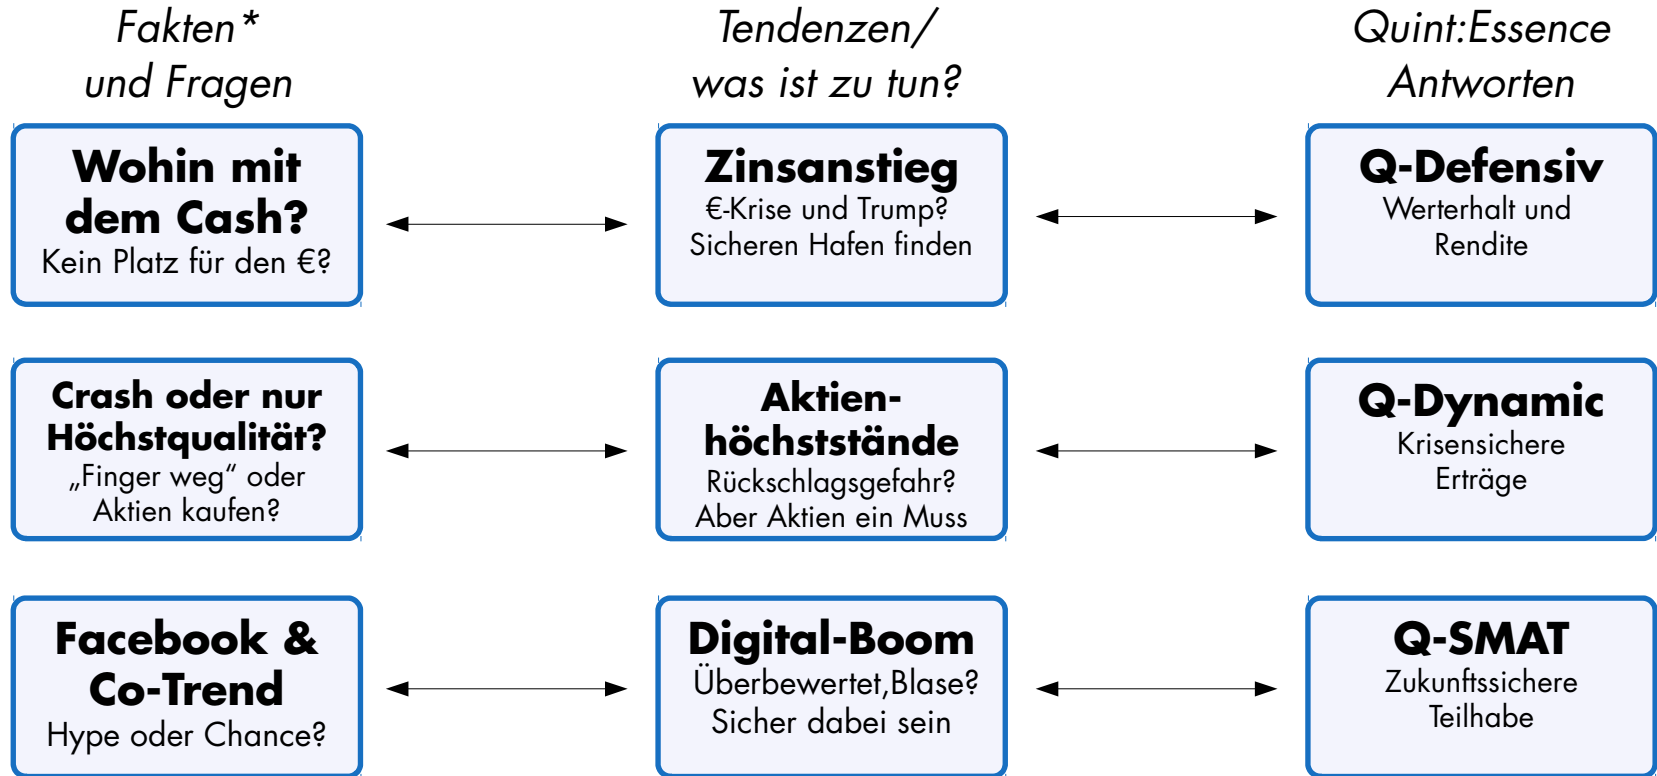 Fakten*
und Fragen
Tendenzen/
was ist zu tun?
Quint:Essence
Antworten
Wohin mit
dem Cash?
Kein Platz für den €?
Zinsanstieg
€-Krise und Trump?
Sicheren Hafen finden
Q-Defensiv
Werterhalt und
Rendite
Crash oder nur
Höchstqualität?
„Finger weg“ oder
Aktien kaufen?
Aktien-
höchststände
Rückschlagsgefahr?
Aber Aktien ein Muss
Q-Dynamic
Krisensichere
Erträge
Facebook &
Co-Trend
Hype oder Chance?
Digital-Boom
Überbewertet,Blase?
Sicher dabei sein
Q-SMAT
Zukunftssichere
Teilhabe